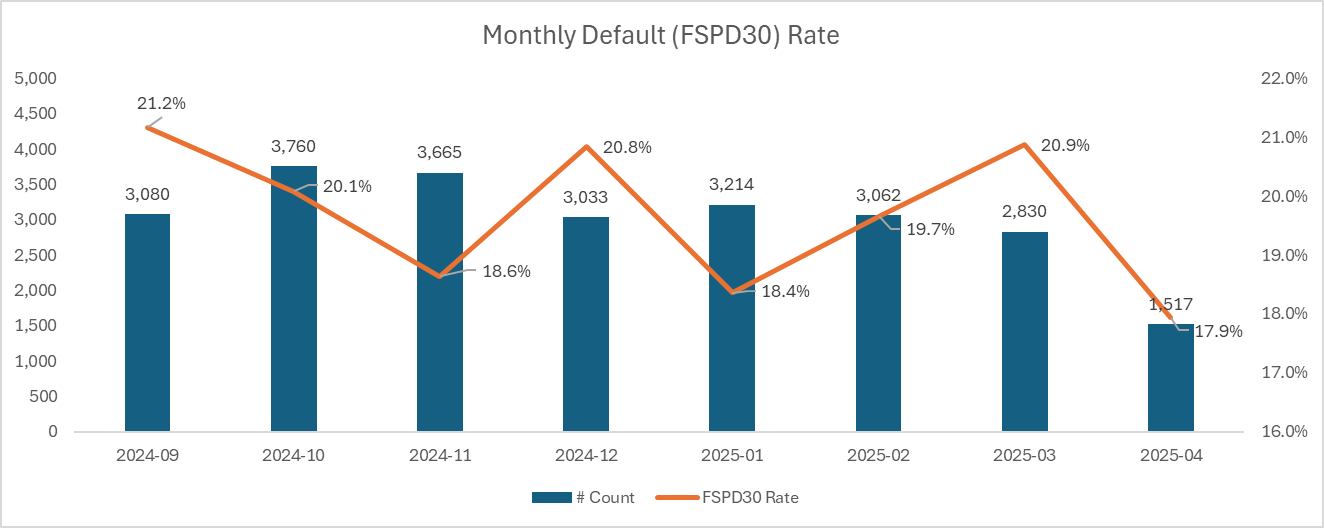 Monthly Default (FSPD30) Rate
5,000 22.0%
4,500 21.2% 21.0%
4,000 3,760 3,665 20.8% 20.9%
3,500 3,080 20.1% 3,033 3,214 3,062 20.0%
3,000 2,830
2,500 18.6% 19.7% 19.0%
2,000 18.4% 1,517 18.0%
1,500 17.9%
1,000 17.0%
500
0 16.0%
2024-09 2024-10 2024-11 2024-12 2025-01 2025-02 2025-03 2025-04
# Count FSPD30 Rate